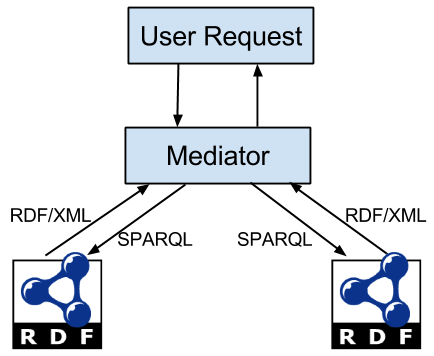 User Request
Mediator
RDF/XML
RDF/XML
SPARQL
SPARQL
R D F
R D F